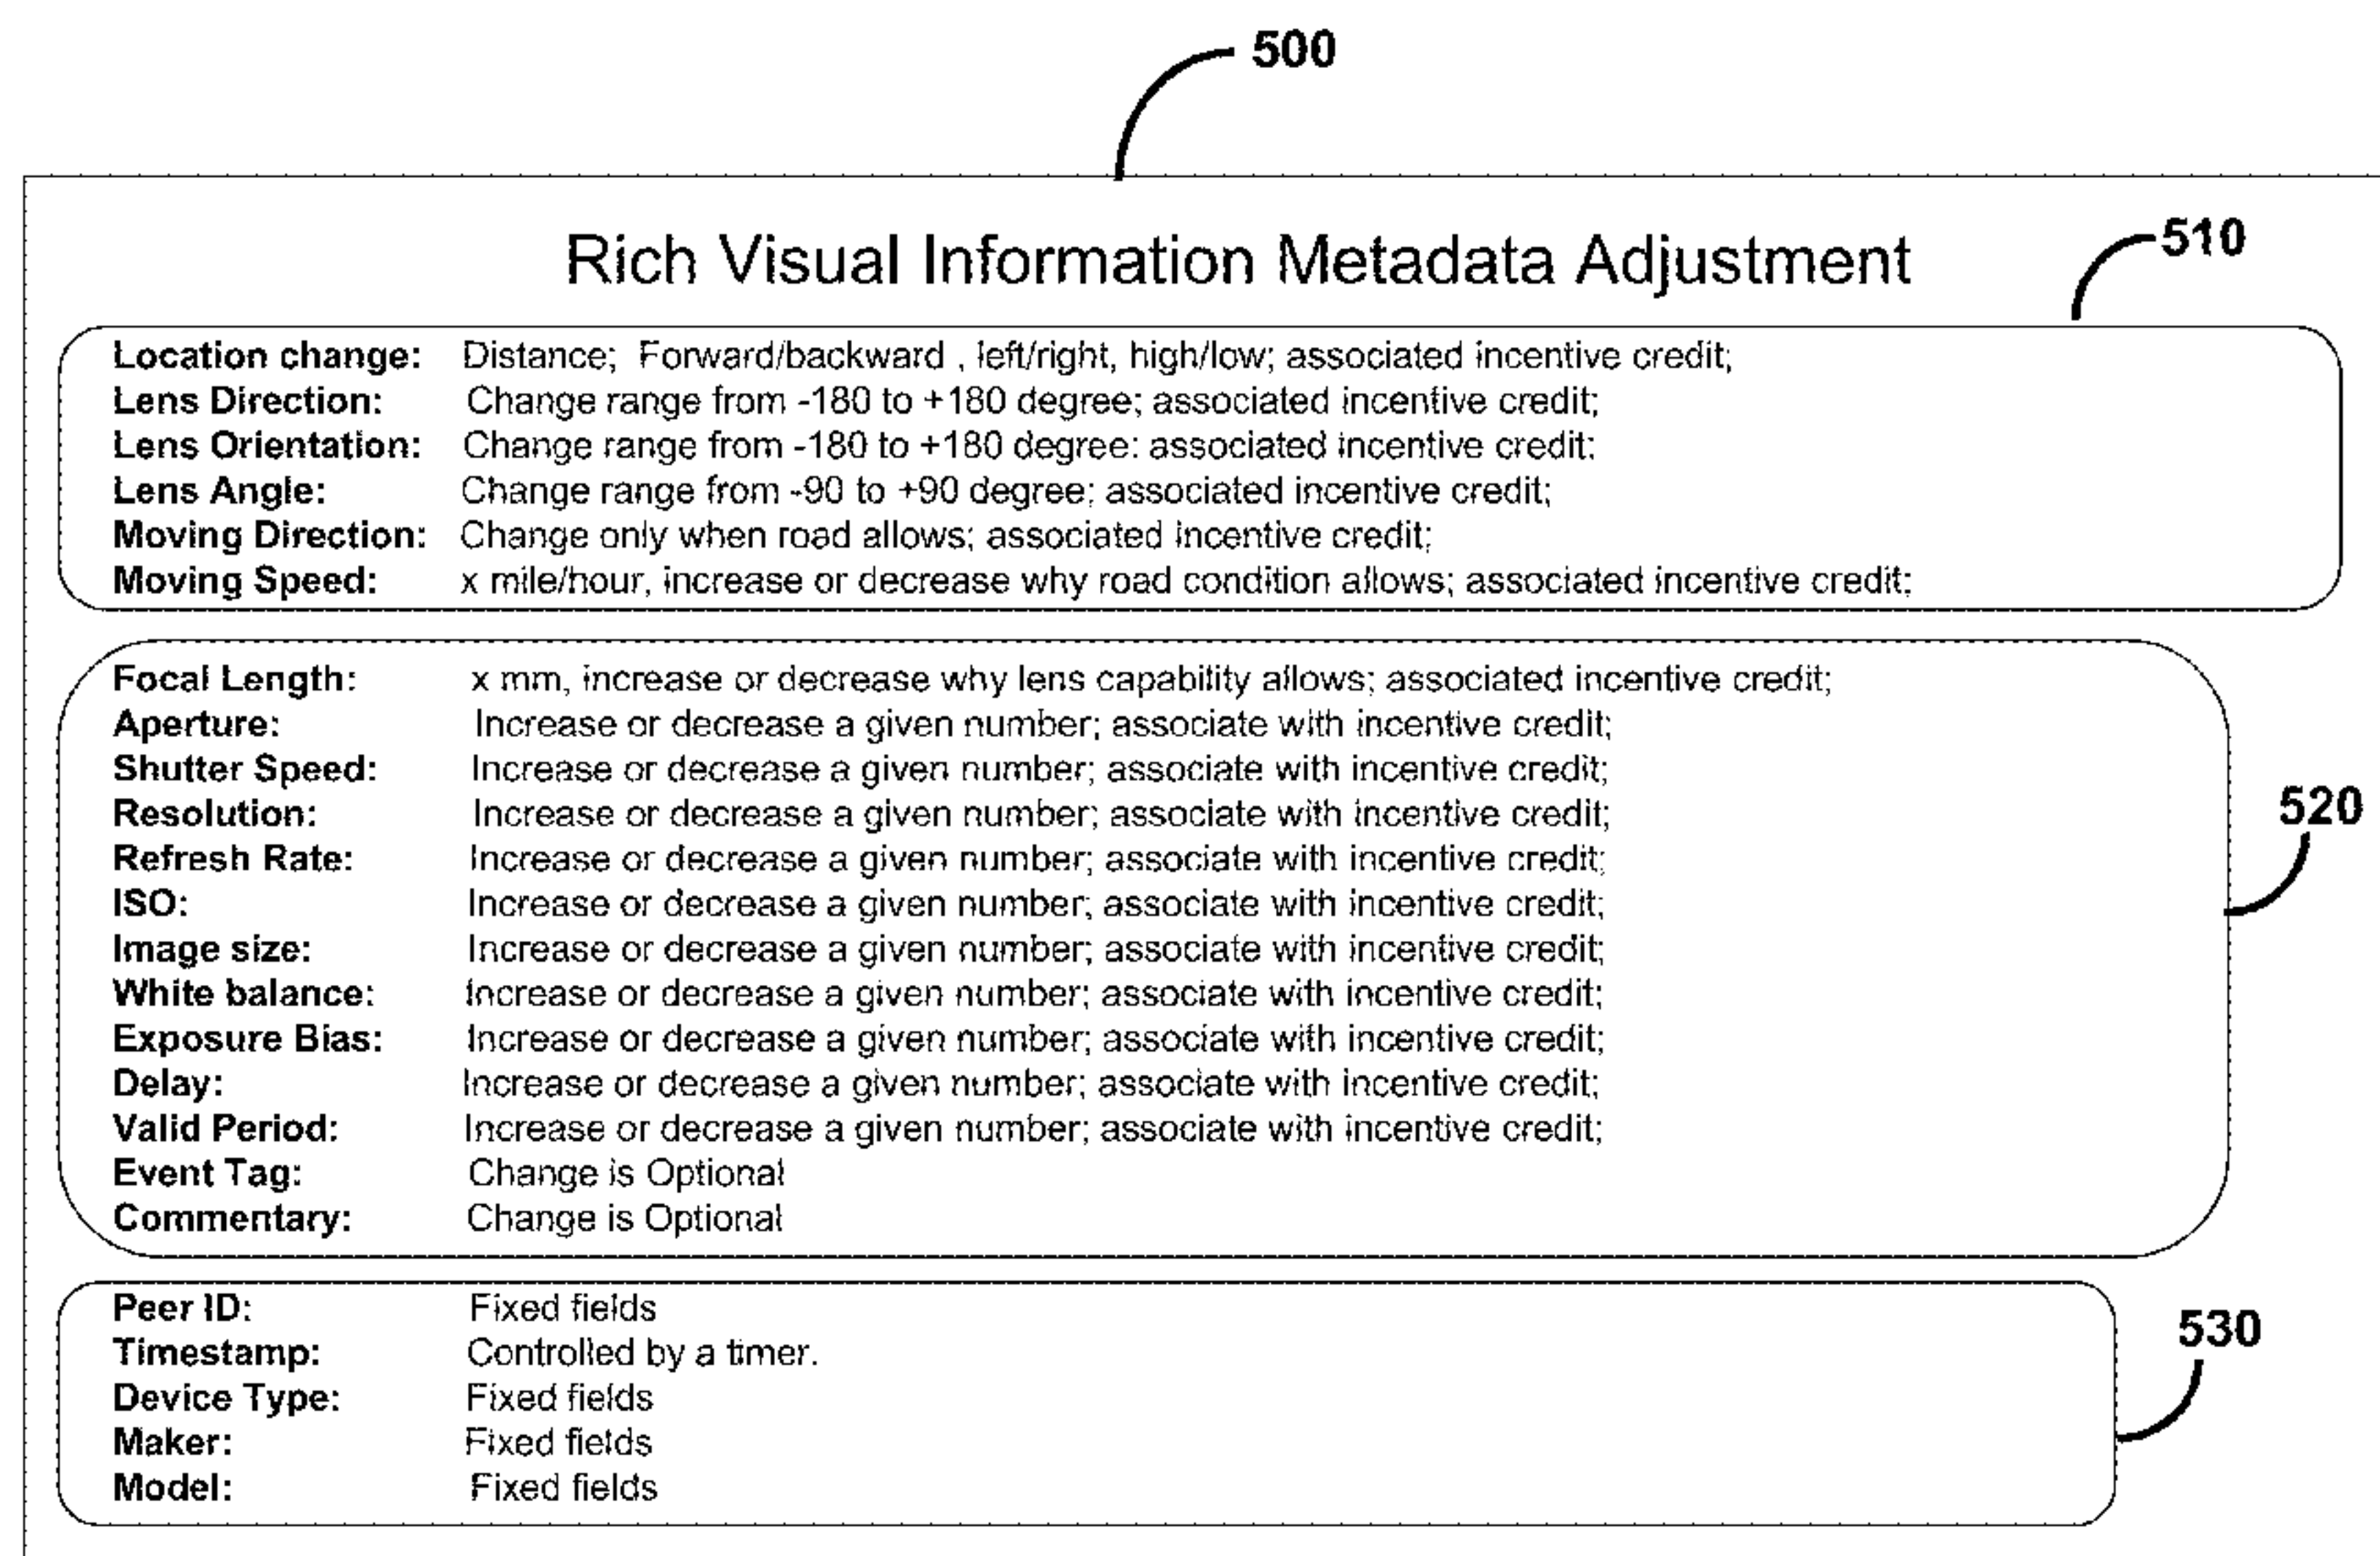 500
Rich Visual Information Metadata Adjustment
510
Location change: Distance; Forward/backward , left/right, high/low; associated incentive credit;
Lens Direction: Change range from -180 to +180 degree; associated incentive credit;
Lens Orientation: Change range from -180 to +180 degree: associated incentive credit;
Lens Angle: Change range from -90 to +90 degree; associated incentive credit;
Moving Direction: Change only when road allows; associated incentive credit;
Moving Speed: x mile/hour, increase or decrease why road condition allows; associated incentive credit;
Focal Length: x mm, increase or decrease why lens capability allows; associated incentive credit;
Aperture: Increase or decrease a given number; associate with incentive credit;
Shutter Speed: Increase or decrease a given number; associate with incentive credit;
Resolution: Increase or decrease a given number; associate with incentive credit;
520
Refresh Rate: Increase or decrease a given number; associate with incentive credit;
ISO: Increase or decrease a given number; associate with incentive credit;
Image size: Increase or decrease a given number; associate with incentive credit;
White balance: Increase or decrease a given number; associate with incentive credit;
Exposure Bias: Increase or decrease a given number; associate with incentive credit;
Delay: Increase or decrease a given number; associate with incentive credit;
Valid Period: Increase or decrease a given number; associate with incentive credit;
Event Tag: Change is Optional
Commentary: Change is Optional
Peer ID: Fixed fields
530
Timestamp: Controlled by a timer.
Device Type: Fixed fields
Maker: Fixed fields
Model: Fixed fields